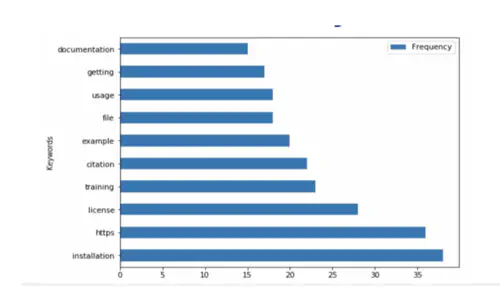 Frequency
documentation
getting
usage
file
example
citation
training
license
https
installation
Keywords
0 5 10 15 20 25 30 35